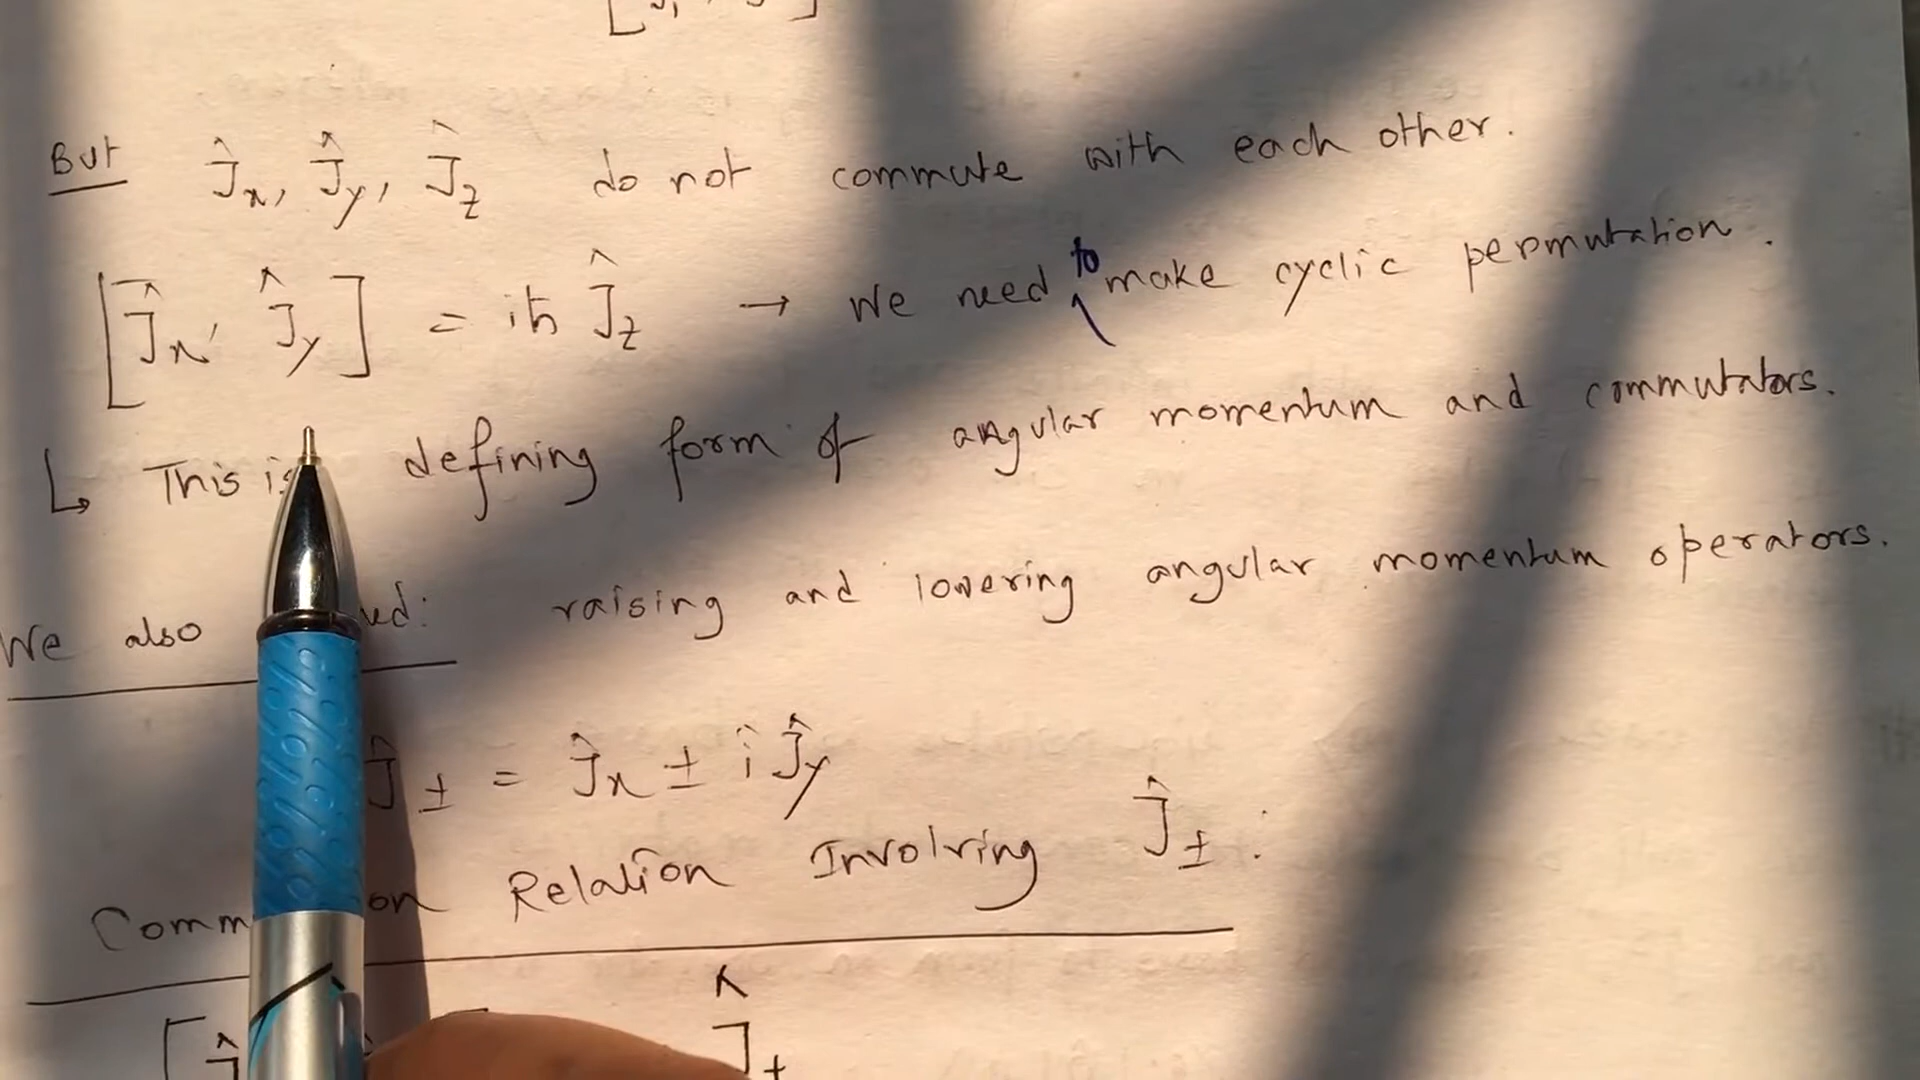 But Ĵx, Ĵy, Ĵz do not commute with each other.
[Ĵx, Ĵy] = iħ Ĵz → We need to make cyclic permutation.
↳ This is defining form of angular momentum and commutators.
We also raising and lowering angular momentum operators.
Ĵ± = Ĵx ± i Ĵy
Relation Involving Ĵ± :